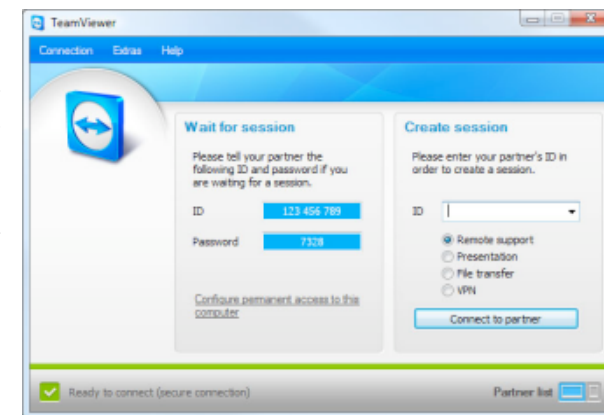 TeamViewer
Connection Extras Help
Wait for session
Please tell your partner the
following ID and password if you
are waiting for a session.
ID 123 456 789
Password 7328
Configure permanent access to this
computer
Create session
Please enter your partner's ID in
order to create a session.
ID
Remote support
Presentation
File transfer
VPN
Connect to partner
Ready to connect (secure connection)
Partner list